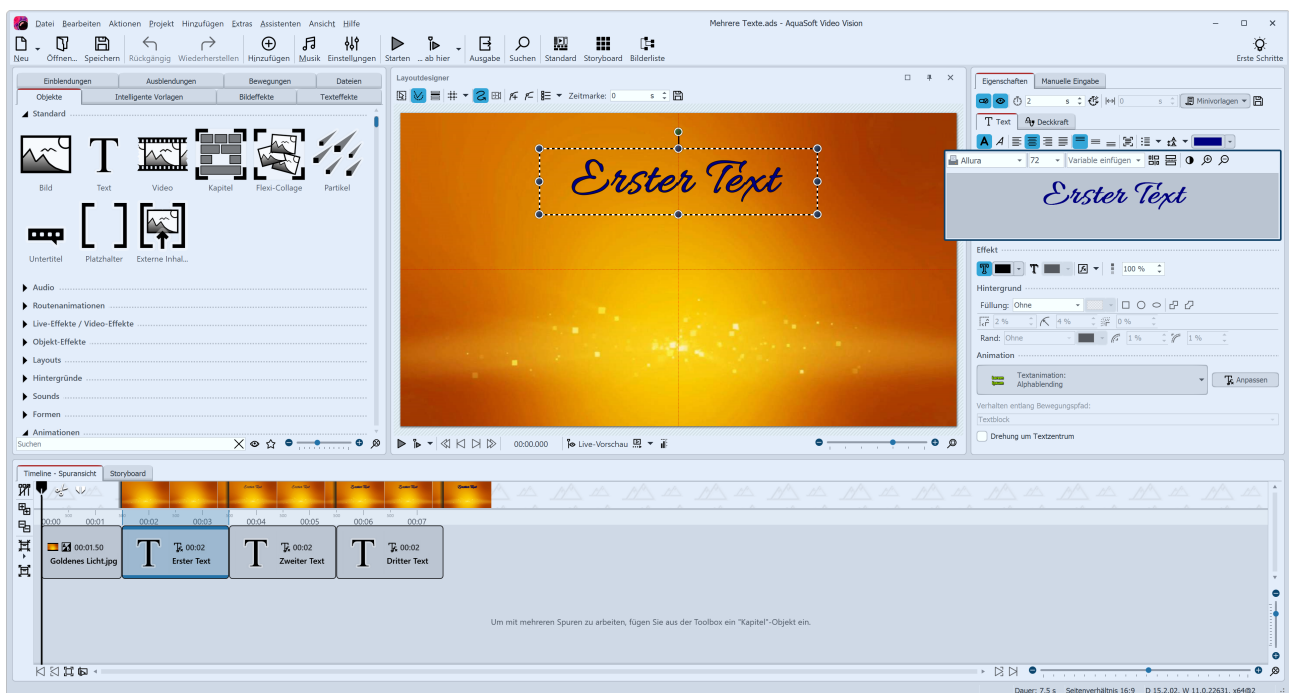 Datei Bearbeiten Aktionen Projekt Hinzufügen Extras Assistenten Ansicht Hilfe
Mehrere Texte.ads - AquaSoft Video Vision
Neu Öffnen... Speichern Rückgängig Wiederherstellen Hinzufügen Musik Einstellungen Starten ... ab hier Ausgabe Suchen Standard Storyboard Bilderliste Erste Schritte
Einblendungen Ausblendungen Bewegungen Dateien
Objekte Intelligente Vorlagen Bildeffekte Texteffekte
Standard
Bild Text Video Kapitel Flexi-Collage Partikel
Untertitel Platzhalter Externe Inhal...
Audio
Routenanimationen
Live-Effekte / Video-Effekte
Objekt-Effekte
Layouts
Hintergründe
Sounds
Formen
Animationen
Suchen
Layoutdesigner
Zeitmarke: 0 s
Erster Text
00:00.000 Live-Vorschau
Eigenschaften Manuelle Eingabe
2 s 0 s Minivorlagen
Text Deckkraft
Allura 72 Variable einfügen
Erster Text
Effekt
100 %
Hintergrund
Füllung: Ohne
2 % 4 % 0 %
Rand: Ohne 1 % 1 %
Animation
Textanimation:
Alphablending
Anpassen
Verhalten entlang Bewegungspfad:
Textblock
Drehung um Textzentrum
Timeline - Spuransicht Storyboard
00:00 00:01 00:02 00:03 00:04 00:05 00:06 00:07
00:01.50 00:02 00:02 00:02
Goldenes Licht.jpg Erster Text Zweiter Text Dritter Text
Um mit mehreren Spuren zu arbeiten, fügen Sie aus der Toolbox ein "Kapitel"-Objekt ein.
Dauer: 7.5 s Seitenverhältnis 16:9 D 15.2.02, W 11.0.22631, x64@2